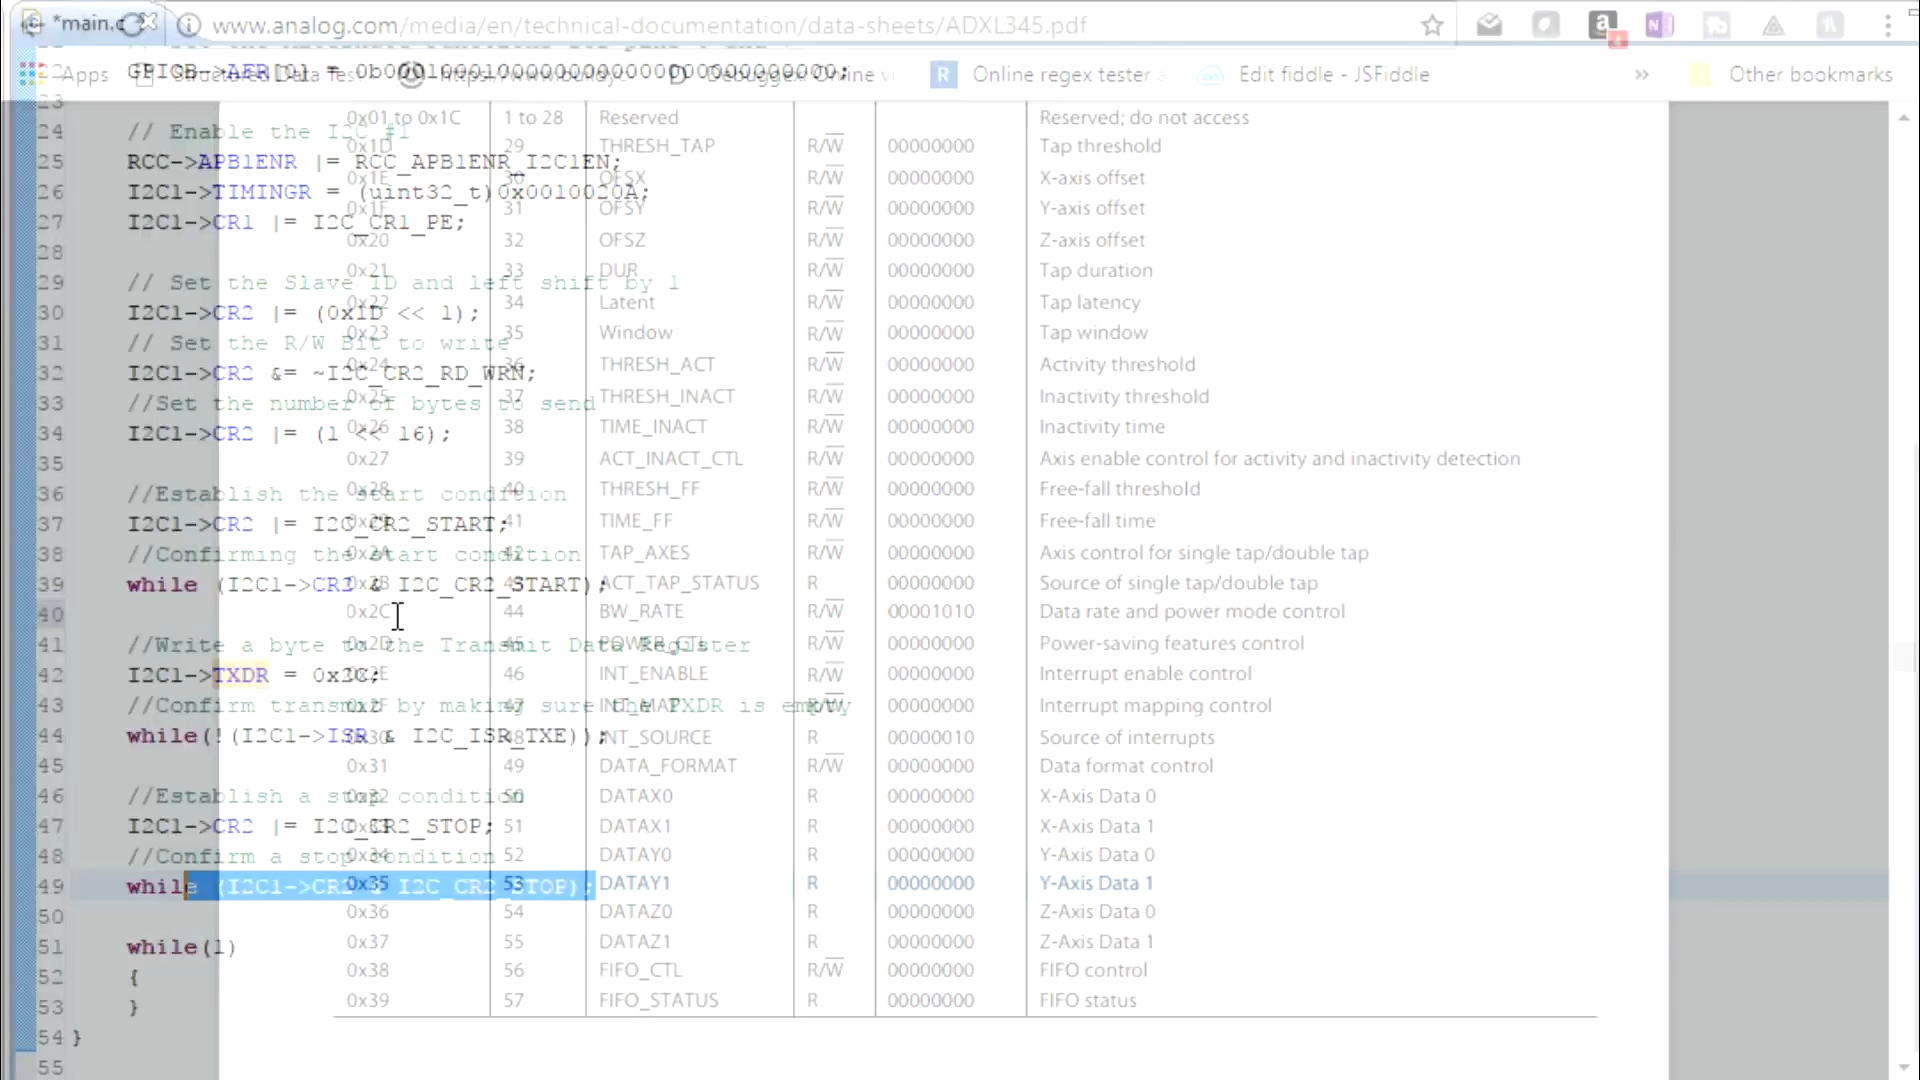 *main.c
www.analog.com/media/en/technical-documentation/data-sheets/ADXL345.pdf
Apps Structured Data Tes Debuggex: Online Online regex tester Edit fiddle - JSFiddle » Other bookmarks
22 GPIOB->AFR[0] =
23
24 // Enable the I2C #1
25 RCC->APB1ENR |= RCC_APB1ENR_I2C1EN;
26 I2C1->TIMINGR = (uint32_t)0x0010020A;
27 I2C1->CR1 |= I2C_CR1_PE;
28
29 // Set the Slave ID and left shift by 1
30 I2C1->CR2 |= (0x1D << 1);
31 // Set the R/W Bit to write
32 I2C1->CR2 &= ~I2C_CR2_RD_WRN;
33 //Set the number of bytes to send
34 I2C1->CR2 |= (1 << 16);
35
36 //Establish the start condition
37 I2C1->CR2 |= I2C_CR2_START;
38 //Confirming the start condition
39 while (I2C1->CR2 & I2C_CR2_START);
40
41 //Write a byte to the Transmit Data Register
42 I2C1->TXDR = 0x2C;
43 //Confirm transmit by making sure the TXDR is empty
44 while(!(I2C1->ISR & I2C_ISR_TXE));
45
46 //Establish a stop condition
47 I2C1->CR2 |= I2C_CR2_STOP;
48 //Confirm a stop condition
49 while (I2C1->CR2 & I2C_CR2_STOP);
50
51 while(1)
52 {
53 }
54 }
55
0x01 to 0x1C 1 to 28 Reserved Reserved; do not access
0x1D 29 THRESH_TAP R/W 00000000 Tap threshold
0x1E 30 OFSX R/W 00000000 X-axis offset
0x1F 31 OFSY R/W 00000000 Y-axis offset
0x20 32 OFSZ R/W 00000000 Z-axis offset
0x21 33 DUR R/W 00000000 Tap duration
0x22 34 Latent R/W 00000000 Tap latency
0x23 35 Window R/W 00000000 Tap window
0x24 36 THRESH_ACT R/W 00000000 Activity threshold
0x25 37 THRESH_INACT R/W 00000000 Inactivity threshold
0x26 38 TIME_INACT R/W 00000000 Inactivity time
0x27 39 ACT_INACT_CTL R/W 00000000 Axis enable control for activity and inactivity detection
0x28 40 THRESH_FF R/W 00000000 Free-fall threshold
0x29 41 TIME_FF R/W 00000000 Free-fall time
0x2A 42 TAP_AXES R/W 00000000 Axis control for single tap/double tap
0x2B 43 ACT_TAP_STATUS R 00000000 Source of single tap/double tap
0x2C 44 BW_RATE R/W 00001010 Data rate and power mode control
0x2D 45 POWER_CTL R/W 00000000 Power-saving features control
0x2E 46 INT_ENABLE R/W 00000000 Interrupt enable control
0x2F 47 INT_MAP R/W 00000000 Interrupt mapping control
0x30 48 INT_SOURCE R 00000010 Source of interrupts
0x31 49 DATA_FORMAT R/W 00000000 Data format control
0x32 50 DATAX0 R 00000000 X-Axis Data 0
0x33 51 DATAX1 R 00000000 X-Axis Data 1
0x34 52 DATAY0 R 00000000 Y-Axis Data 0
0x35 53 DATAY1 R 00000000 Y-Axis Data 1
0x36 54 DATAZ0 R 00000000 Z-Axis Data 0
0x37 55 DATAZ1 R 00000000 Z-Axis Data 1
0x38 56 FIFO_CTL R/W 00000000 FIFO control
0x39 57 FIFO_STATUS R 00000000 FIFO status